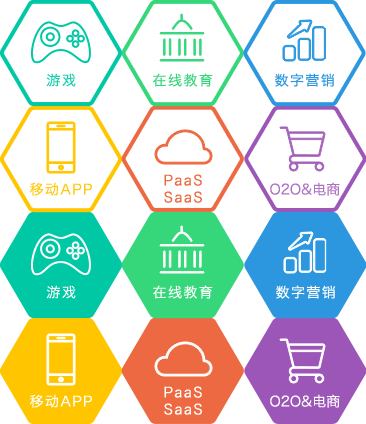 游戏
在线教育
数字营销
移动APP
PaaS
SaaS
O2O&电商
游戏
在线教育
数字营销
移动APP
PaaS
SaaS
O2O&电商